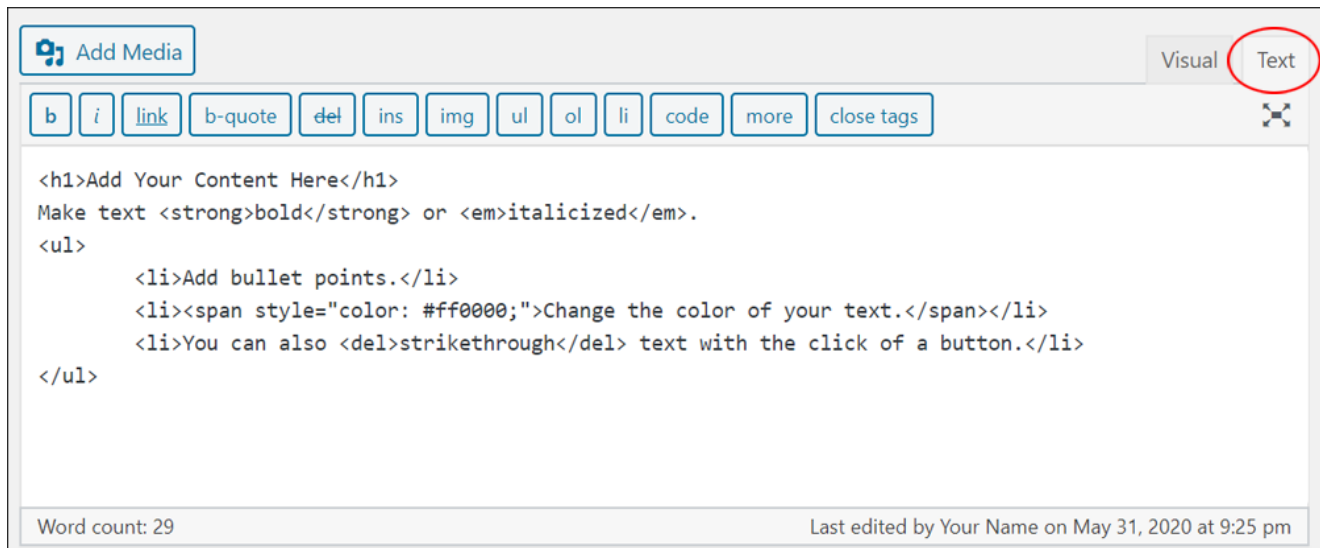 Add Media
Visual Text
b i link b-quote del ins img ul ol li code more close tags
<h1>Add Your Content Here</h1>
Make text <strong>bold</strong> or <em>italicized</em>.
<ul>
<li>Add bullet points.</li>
<li><span style="color: #ff0000;">Change the color of your text.</span></li>
<li>You can also <del>strikethrough</del> text with the click of a button.</li>
</ul>
Word count: 29 Last edited by Your Name on May 31, 2020 at 9:25 pm